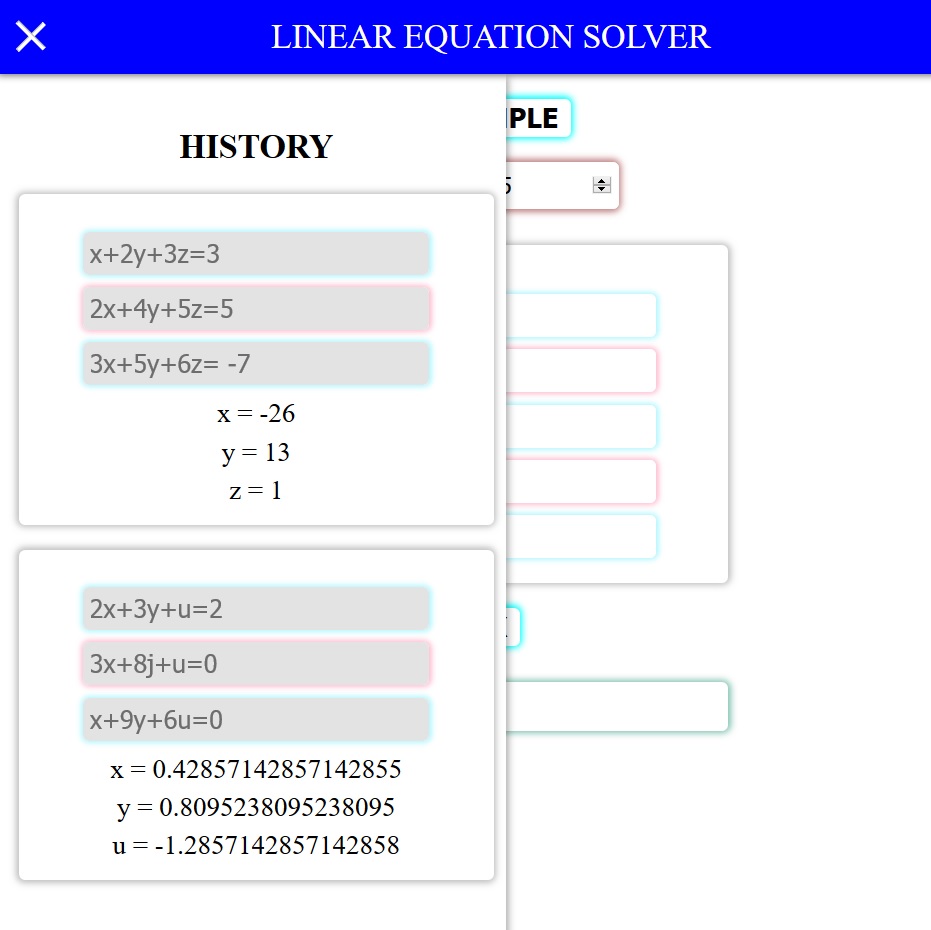 LINEAR EQUATION SOLVER
PLE
HISTORY
5
x+2y+3z=3
2x+4y+5z=5
3x+5y+6z= -7
x = -26
y = 13
z = 1
2x+3y+u=2
3x+8j+u=0
x+9y+6u=0
x = 0.42857142857142855
y = 0.8095238095238095
u = -1.2857142857142858